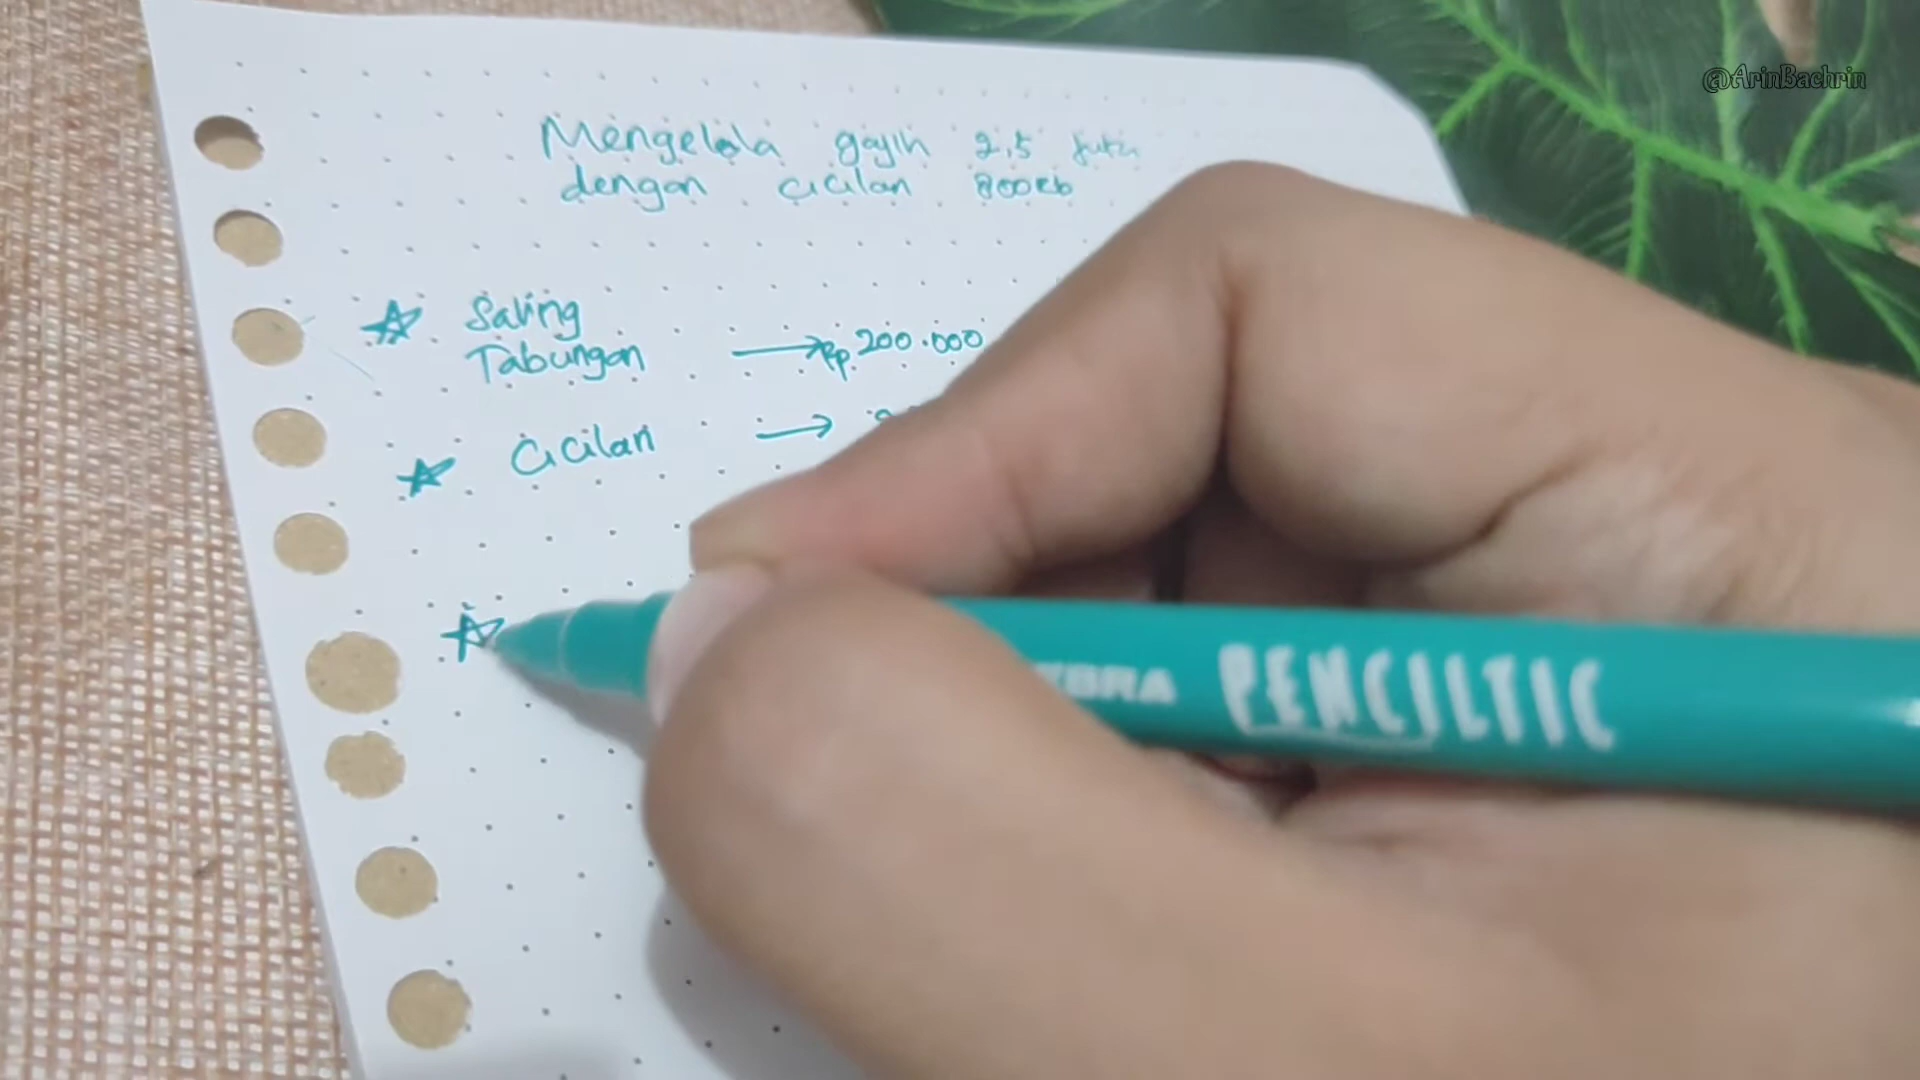 @ArinBachrin
Mengelola gajih 2,5 juta
dengan cicilan 800rb
Saving
Tabungan → Rp 200.000
Cicilan →
ZEBRA PENCILTIC